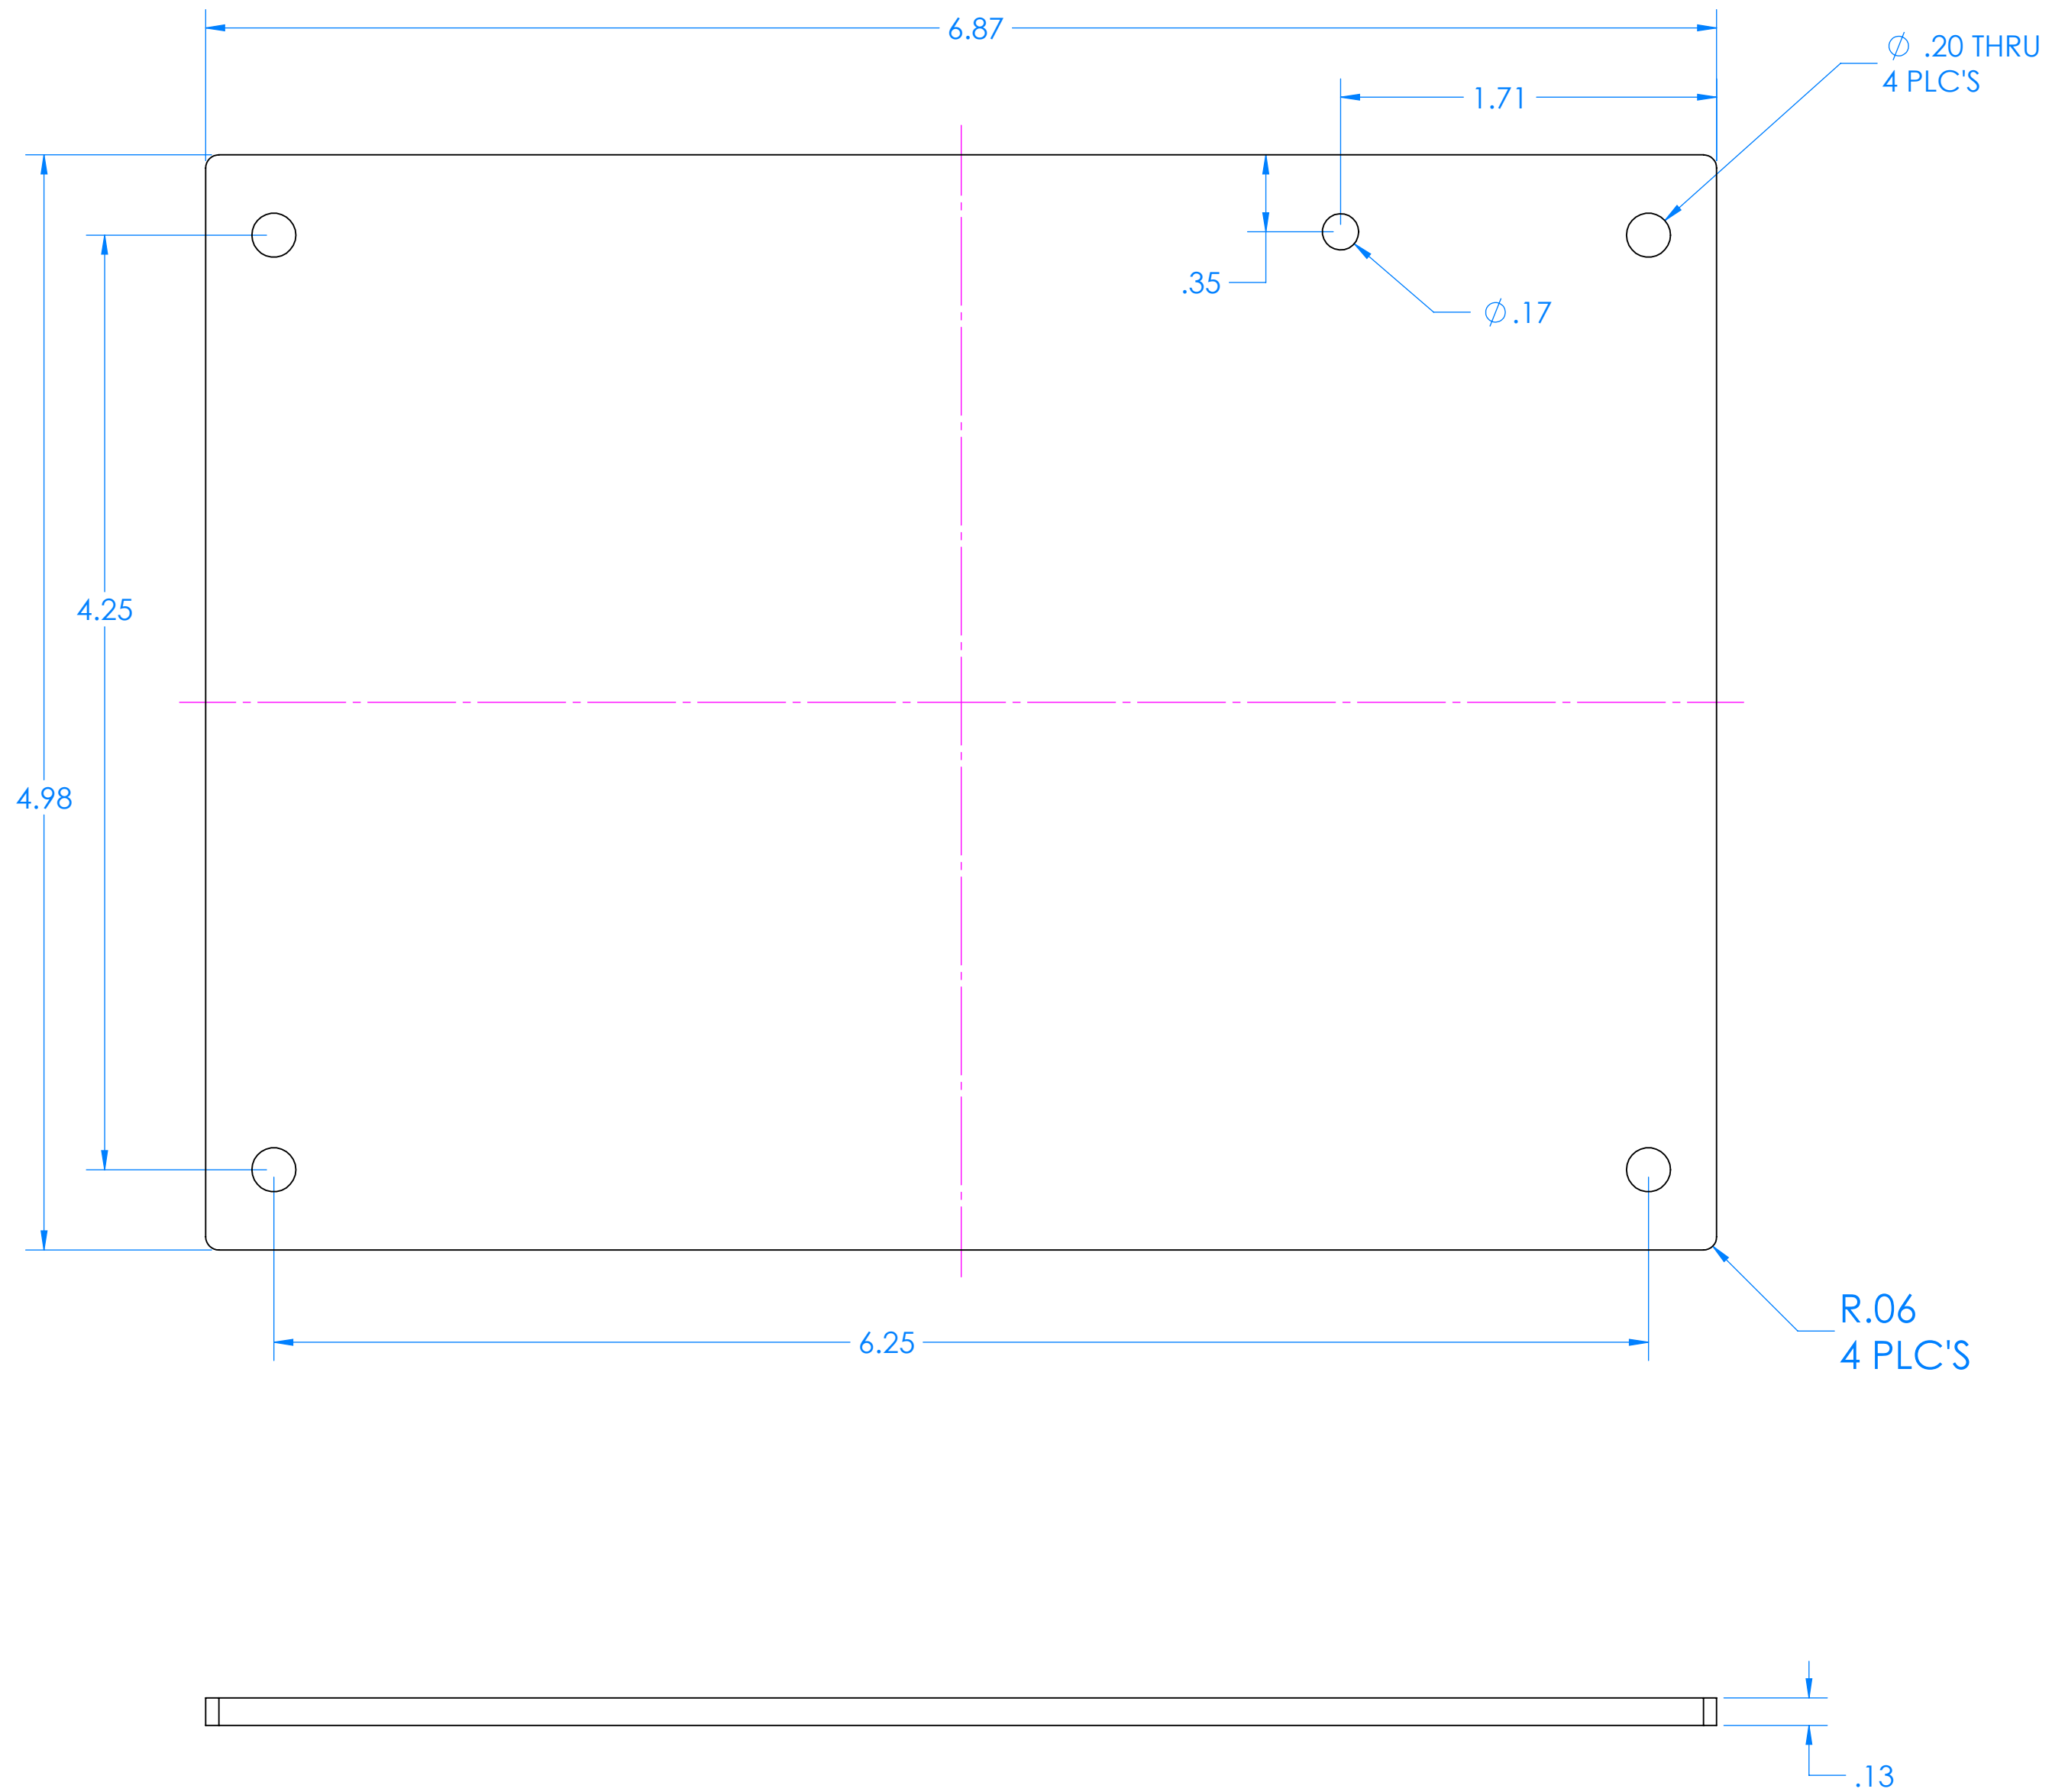 6.87
⌀ .20 THRU
4 PLC'S
1.71
.35
⌀ .17
4.25
4.98
R.06
4 PLC'S
6.25
.13